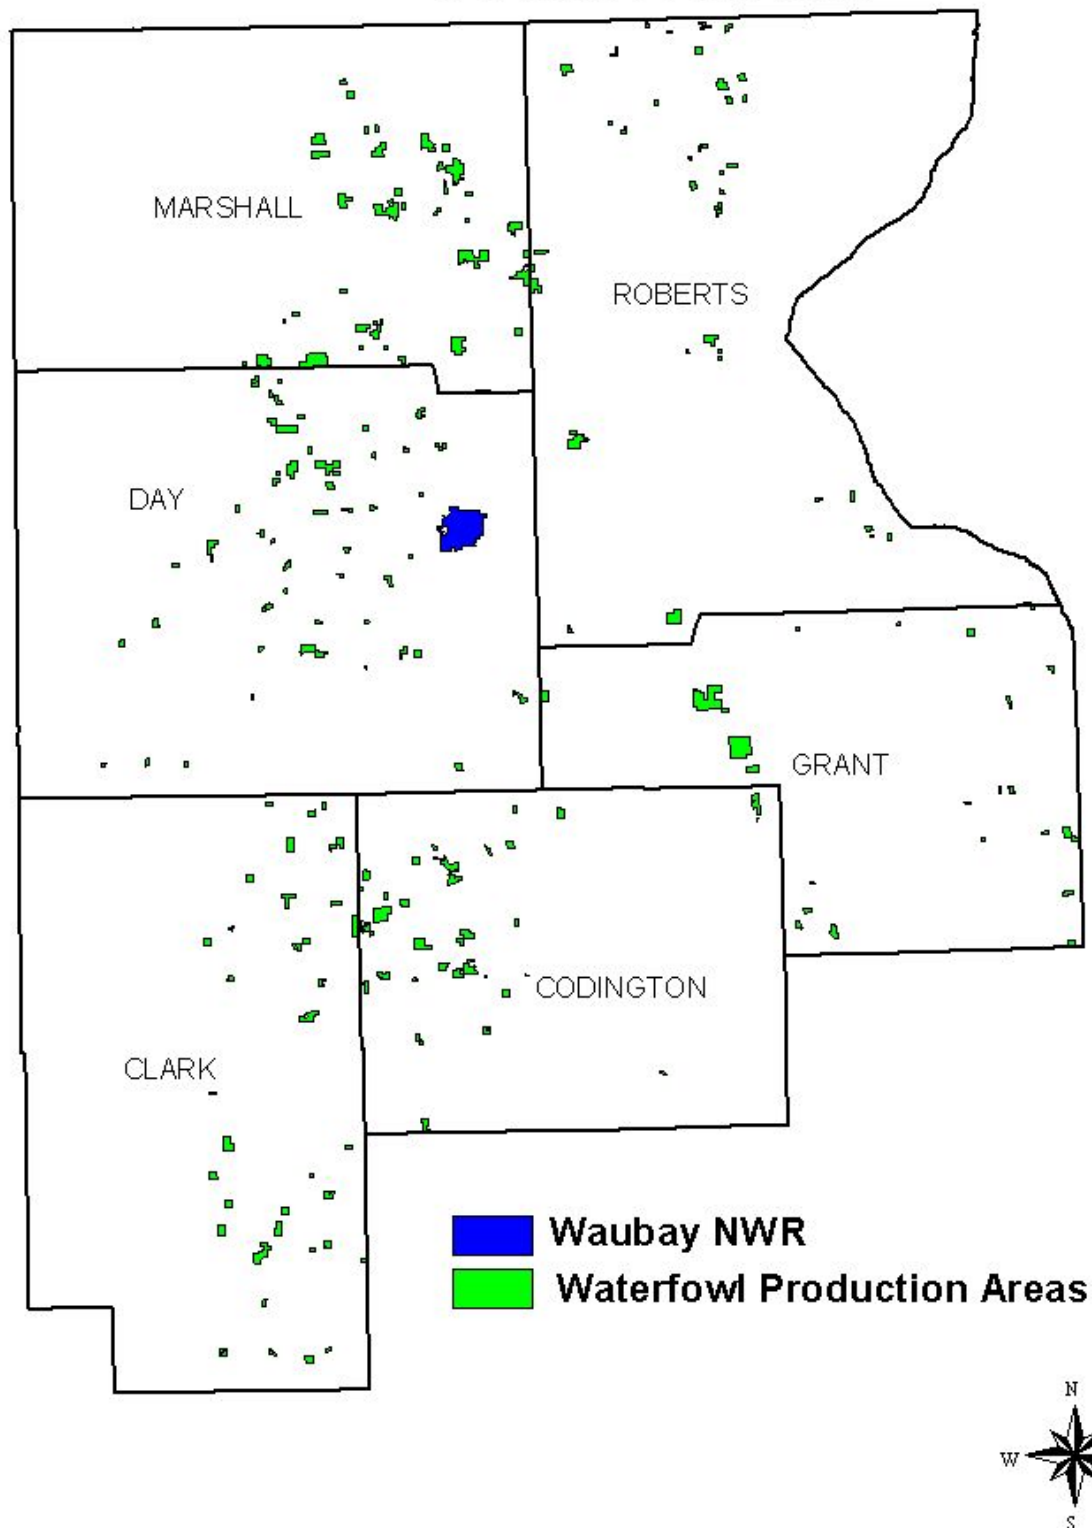 MARSHALL
ROBERTS
DAY
GRANT
CODINGTON
CLARK
Waubay NWR
Waterfowl Production Areas
N
W
S